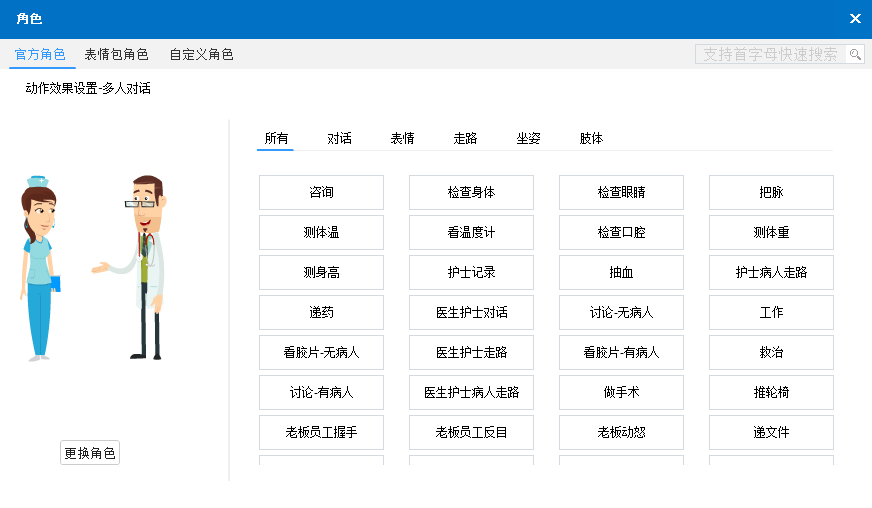 角色
官方角色 表情包角色 自定义角色 支持首字母快速搜索
动作效果设置-多人对话
所有 对话 表情 走路 坐姿 肢体
咨询 检查身体 检查眼睛 把脉
测体温 看温度计 检查口腔 测体重
测身高 护士记录 抽血 护士病人走路
递药 医生护士对话 讨论-无病人 工作
看胶片-无病人 医生护士走路 看胶片-有病人 救治
讨论-有病人 医生护士病人走路 做手术 推轮椅
老板员工握手 老板员工反目 老板动怒 递文件
更换角色